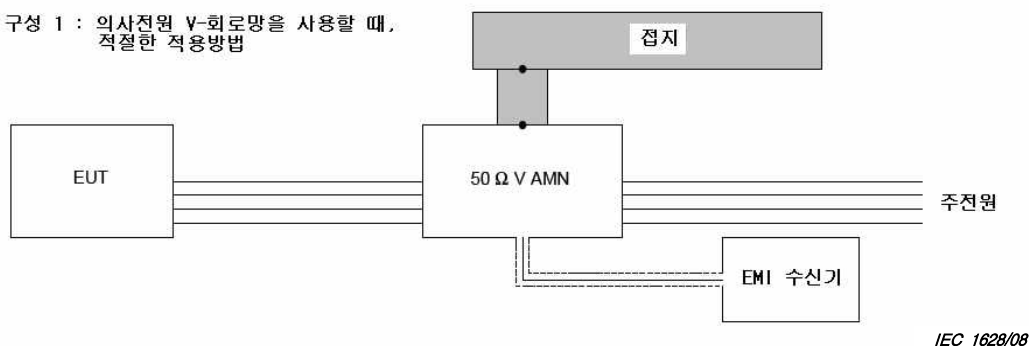 구성 1 : 의사전원 V-회로망을 사용할 때,
적절한 적용방법
접지
EUT
50 Ω V AMN
주전원
EMI 수신기
IEC 1628/08